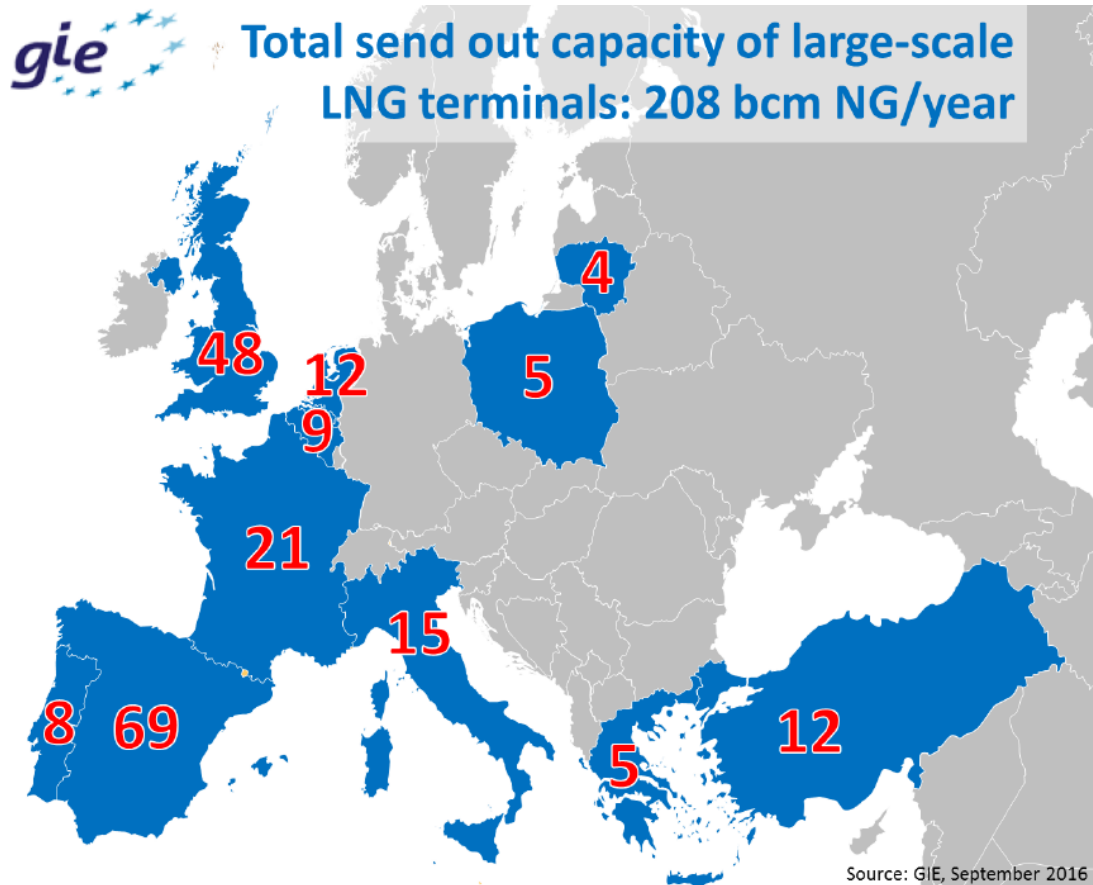 gie
Total send out capacity of large-scale
LNG terminals: 208 bcm NG/year
4
48
12
5
9
21
15
8
69
5
12
Source: GIE, September 2016